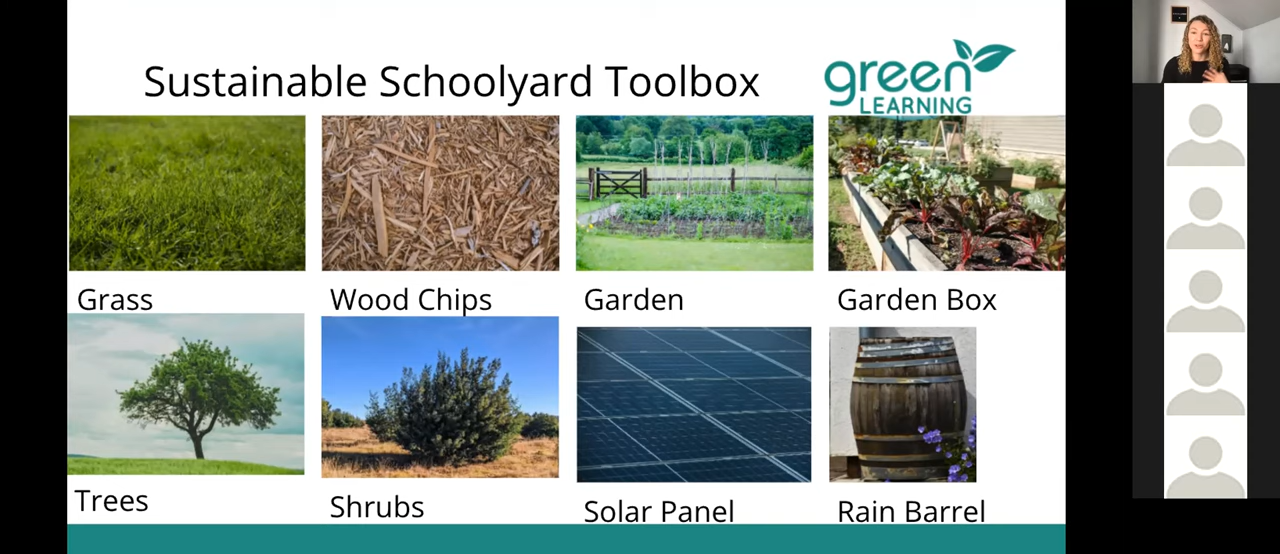 Sustainable Schoolyard Toolbox
green
LEARNING
Grass
Wood Chips
Garden
Garden Box
Trees
Shrubs
Solar Panel
Rain Barrel